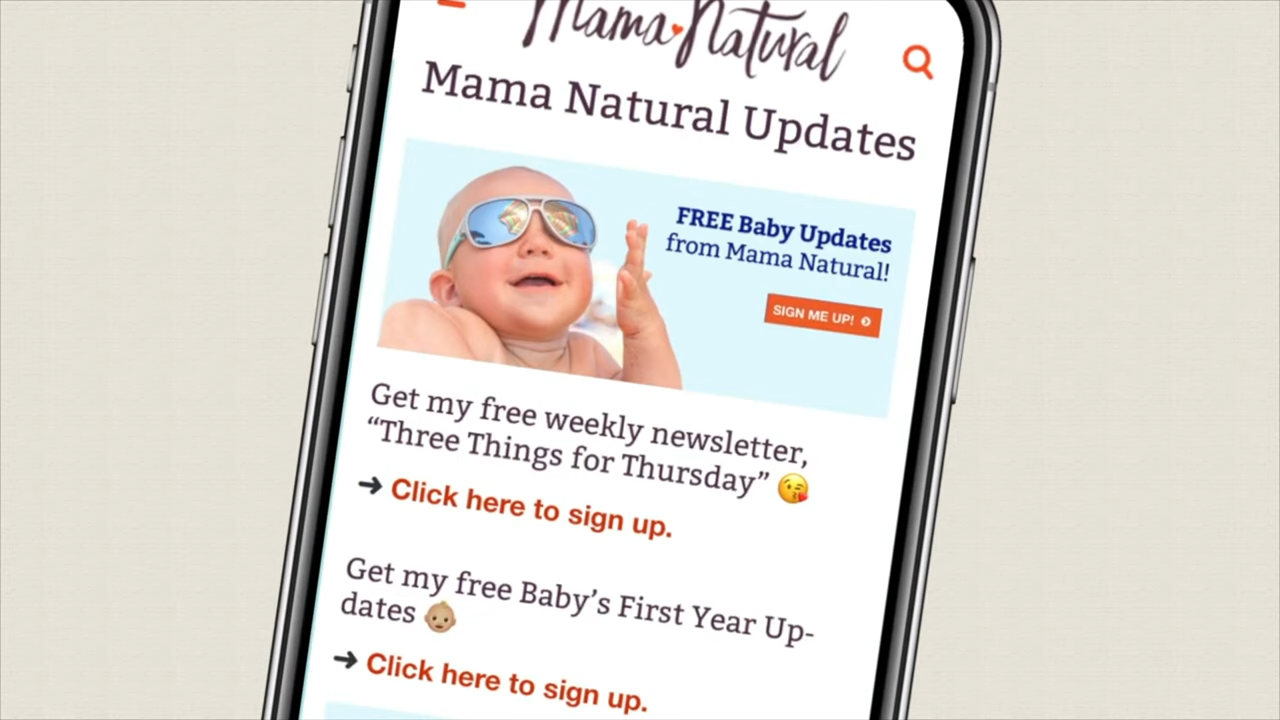 Mama Natural
Mama Natural Updates
FREE Baby Updates
from Mama Natural!
SIGN ME UP!
Get my free weekly newsletter,
“Three Things for Thursday” 😘
➔ Click here to sign up.
Get my free Baby’s First Year Up-
dates 👶🏼
➔ Click here to sign up.